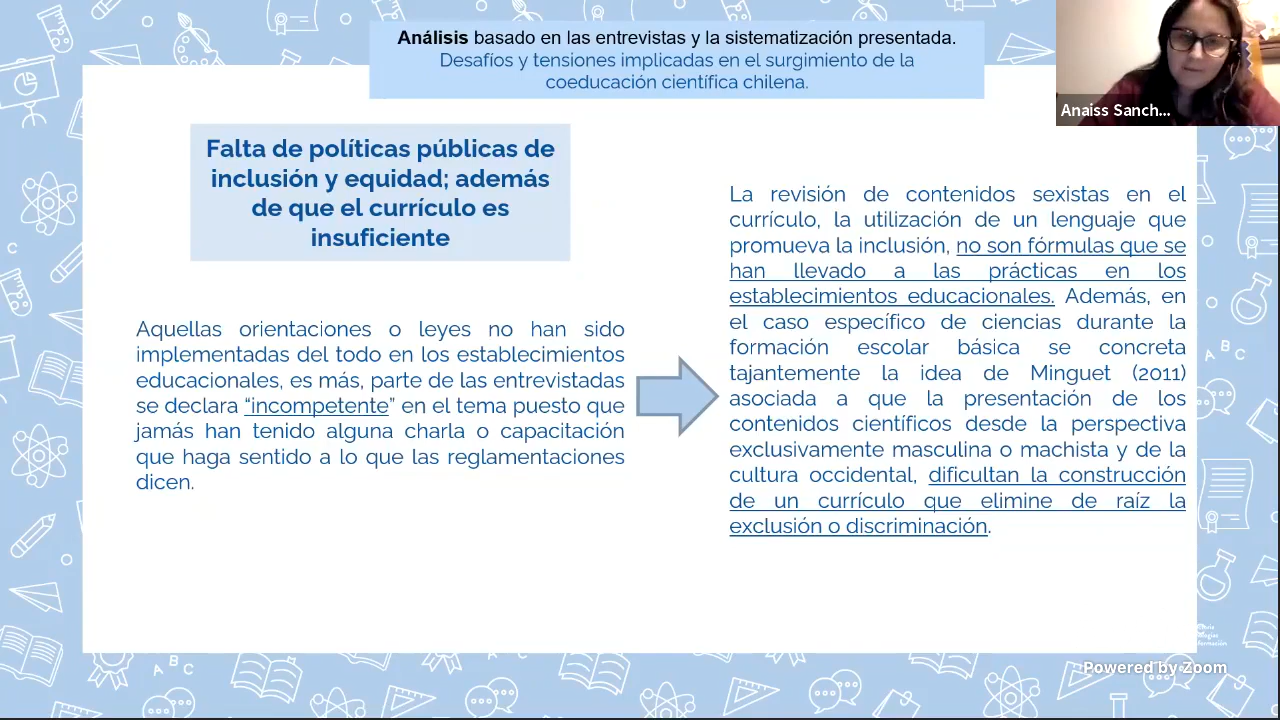 Análisis basado en las entrevistas y la sistematización presentada.
Desafíos y tensiones implicadas en el surgimiento de la
coeducación científica chilena.
Anaiss Sanch...
Falta de políticas públicas de
inclusión y equidad; además
de que el currículo es
insuficiente
Aquellas orientaciones o leyes no han sido
implementadas del todo en los establecimientos
educacionales, es más, parte de las entrevistadas
se declara “incompetente” en el tema puesto que
jamás han tenido alguna charla o capacitación
que haga sentido a lo que las reglamentaciones
dicen.
La revisión de contenidos sexistas en el
currículo, la utilización de un lenguaje que
promueva la inclusión, no son fórmulas que se
han llevado a las prácticas en los
establecimientos educacionales. Además, en
el caso específico de ciencias durante la
formación escolar básica se concreta
tajantemente la idea de Minguet (2011)
asociada a que la presentación de los
contenidos científicos desde la perspectiva
exclusivamente masculina o machista y de la
cultura occidental, dificultan la construcción
de un currículo que elimine de raíz la
exclusión o discriminación.
A B C
A B C
A B C
Powered by Zoom